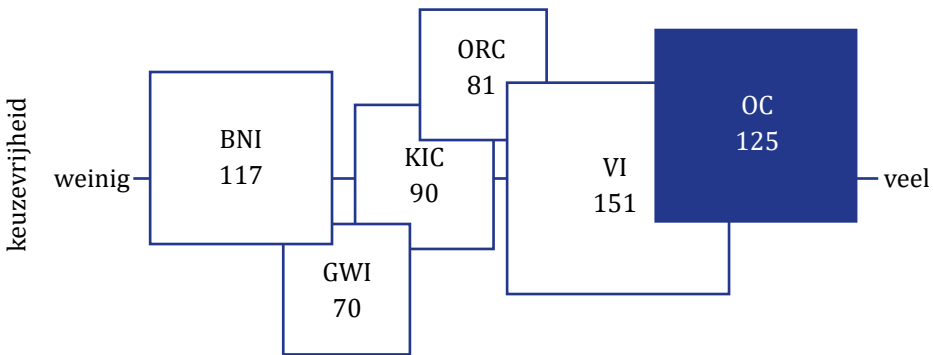 keuzevrijheid
weinig
BNI
117
GWI
70
KIC
90
ORC
81
VI
151
OC
125
veel